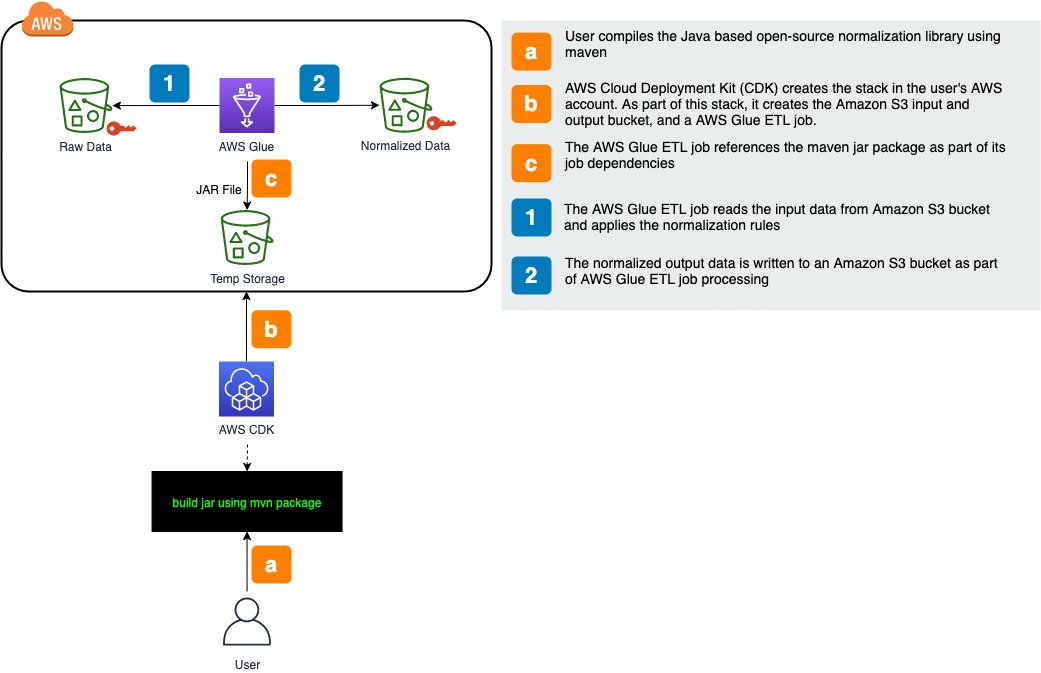 AWS
1
2
Raw Data
AWS Glue
Normalized Data
c
JAR File
Temp Storage
b
AWS CDK
build jar using mvn package
a
User
a
User compiles the Java based open-source normalization library using
maven
b
AWS Cloud Deployment Kit (CDK) creates the stack in the user's AWS
account. As part of this stack, it creates the Amazon S3 input and
output bucket, and a AWS Glue ETL job.
c
The AWS Glue ETL job references the maven jar package as part of its
job dependencies
1
The AWS Glue ETL job reads the input data from Amazon S3 bucket
and applies the normalization rules
2
The normalized output data is written to an Amazon S3 bucket as part
of AWS Glue ETL job processing